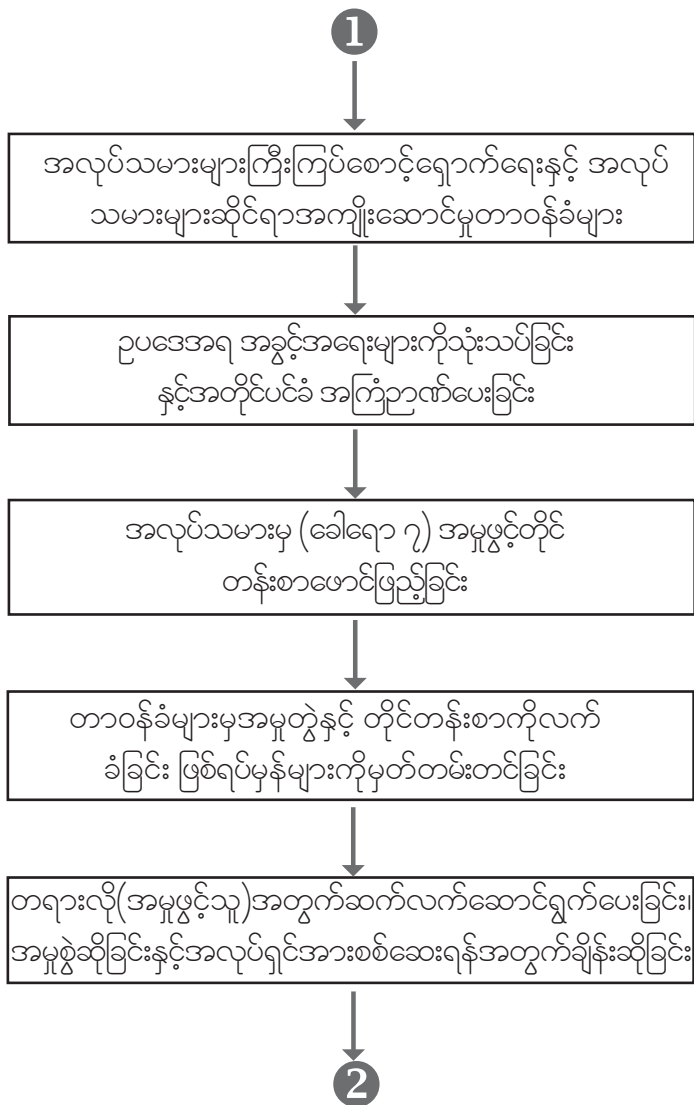 1
အလုပ်သမားများကြီးကြပ်စောင့်ရှောက်ရေးနှင့် အလုပ်
သမားများဆိုင်ရာအကျိုးဆောင်မှုတာဝန်ခံများ
ဥပဒေအရ အခွင့်အရေးများကိုသုံးသပ်ခြင်း
နှင့်အတိုင်ပင်ခံ အကြံဉာဏ်ပေးခြင်း
အလုပ်သမားမှ (ခေါရော ၇) အမှုဖွင့်တိုင်
တန်းစာဖောင်ဖြည့်ခြင်း
တာဝန်ခံများမှအမှုတွဲနှင့် တိုင်တန်းစာကိုလက်
ခံခြင်း ဖြစ်ရပ်မှန်များကိုမှတ်တမ်းတင်ခြင်း
တရားလို(အမှုဖွင့်သူ)အတွက်ဆက်လက်ဆောင်ရွက်ပေးခြင်း၊
အမှုစွဲဆိုခြင်းနှင့်အလုပ်ရှင်အားစစ်ဆေးရန်အတွက်ချိန်းဆိုခြင်း
2